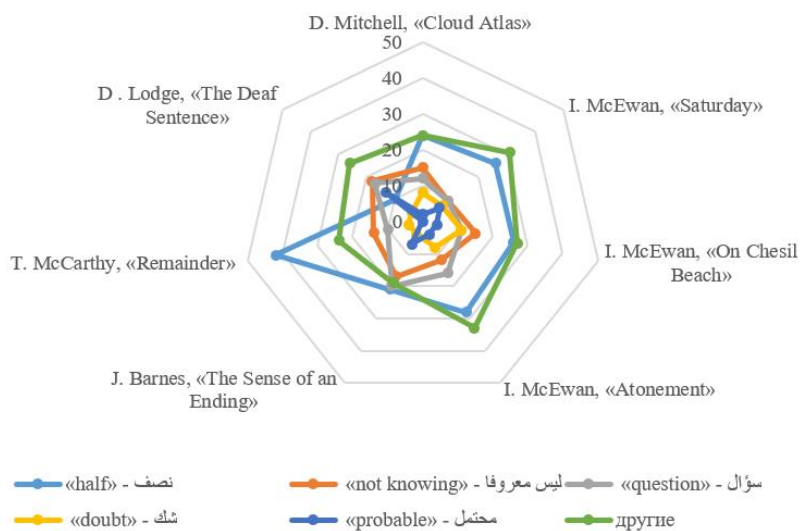 D. Mitchell, «Cloud Atlas»
50
40
30
20
10
0
I. McEwan, «Saturday»
I. McEwan, «On Chesil
Beach»
I. McEwan, «Atonement»
J. Barnes, «The Sense of an
Ending»
T. McCarthy, «Remainder»
D . Lodge, «The Deaf
Sentence»
«half» - نصف
«not knowing» - ليس معروفا
«question» - سؤال
«doubt» - شك
«probable» - محتمل
другие